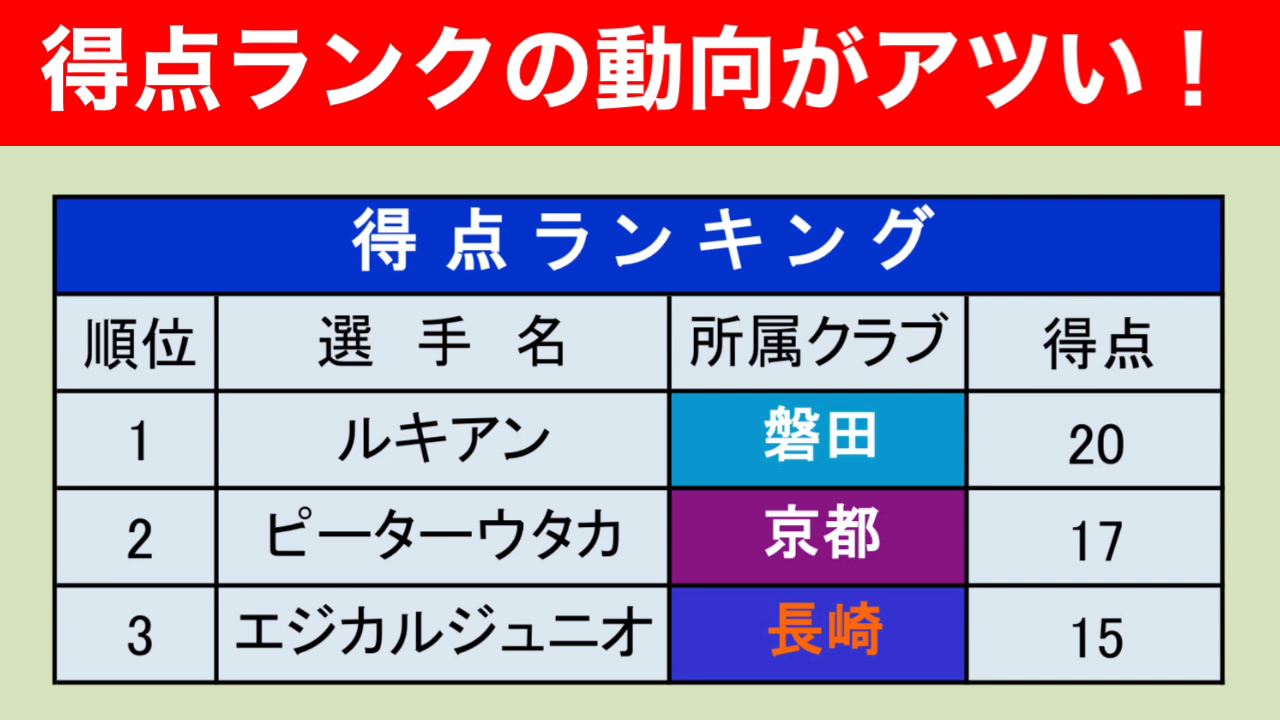 得点ランクの動向がアツい！
得点ランキング
順位 選手名 所属クラブ 得点
1 ルキアン 磐田 20
2 ピーターウタカ 京都 17
3 エジカルジュニオ 長崎 15